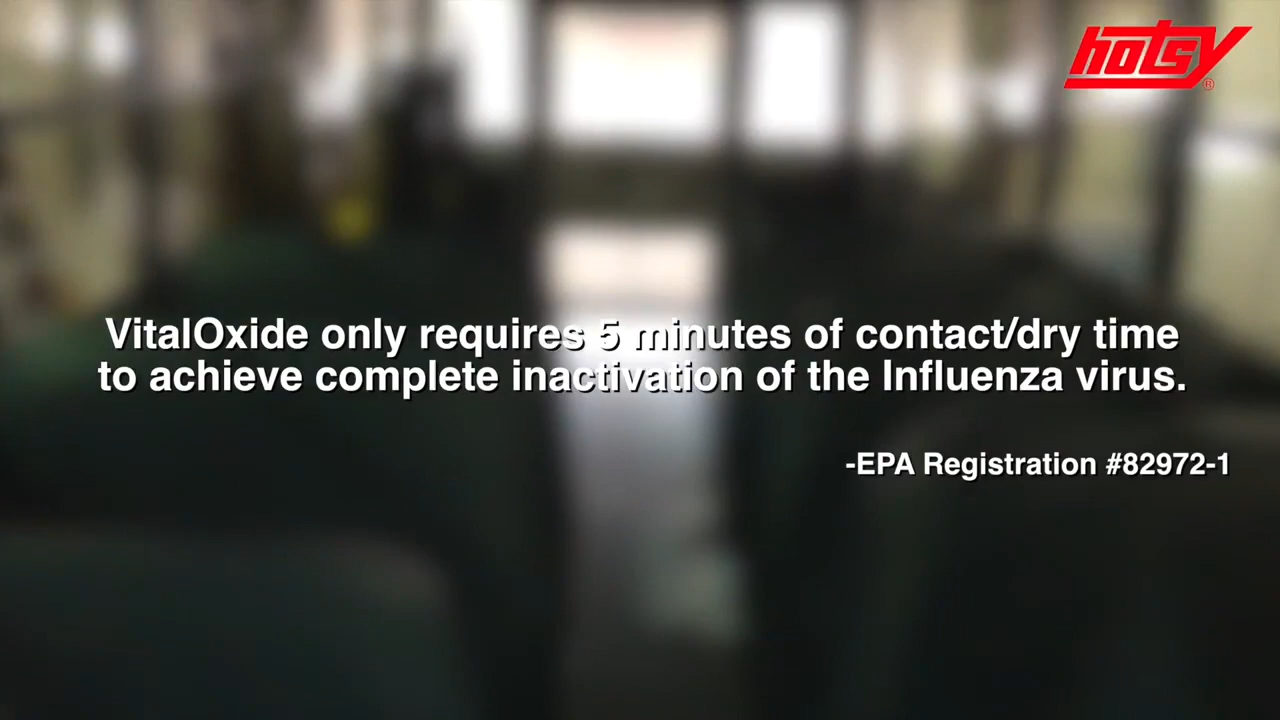 hotsy®
VitalOxide only requires 5 minutes of contact/dry time
to achieve complete inactivation of the Influenza virus.
-EPA Registration #82972-1